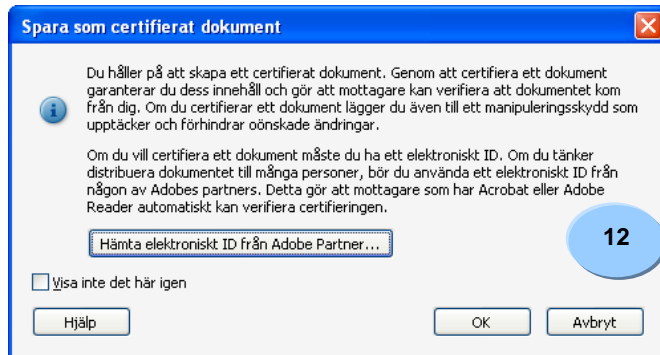 Spara som certifierat dokument
Du håller på att skapa ett certifierat dokument. Genom att certifiera ett dokument
garanterar du dess innehåll och gör att mottagare kan verifiera att dokumentet kom
från dig. Om du certifierar ett dokument lägger du även till ett manipuleringsskydd som
upptäcker och förhindrar oönskade ändringar.
Om du vill certifiera ett dokument måste du ha ett elektroniskt ID. Om du tänker
distribuera dokumentet till många personer, bör du använda ett elektroniskt ID från
någon av Adobes partners. Detta gör att mottagare som har Acrobat eller Adobe
Reader automatiskt kan verifiera certifieringen.
Hämta elektroniskt ID från Adobe Partner...
12
Visa inte det här igen
Hjälp OK Avbryt